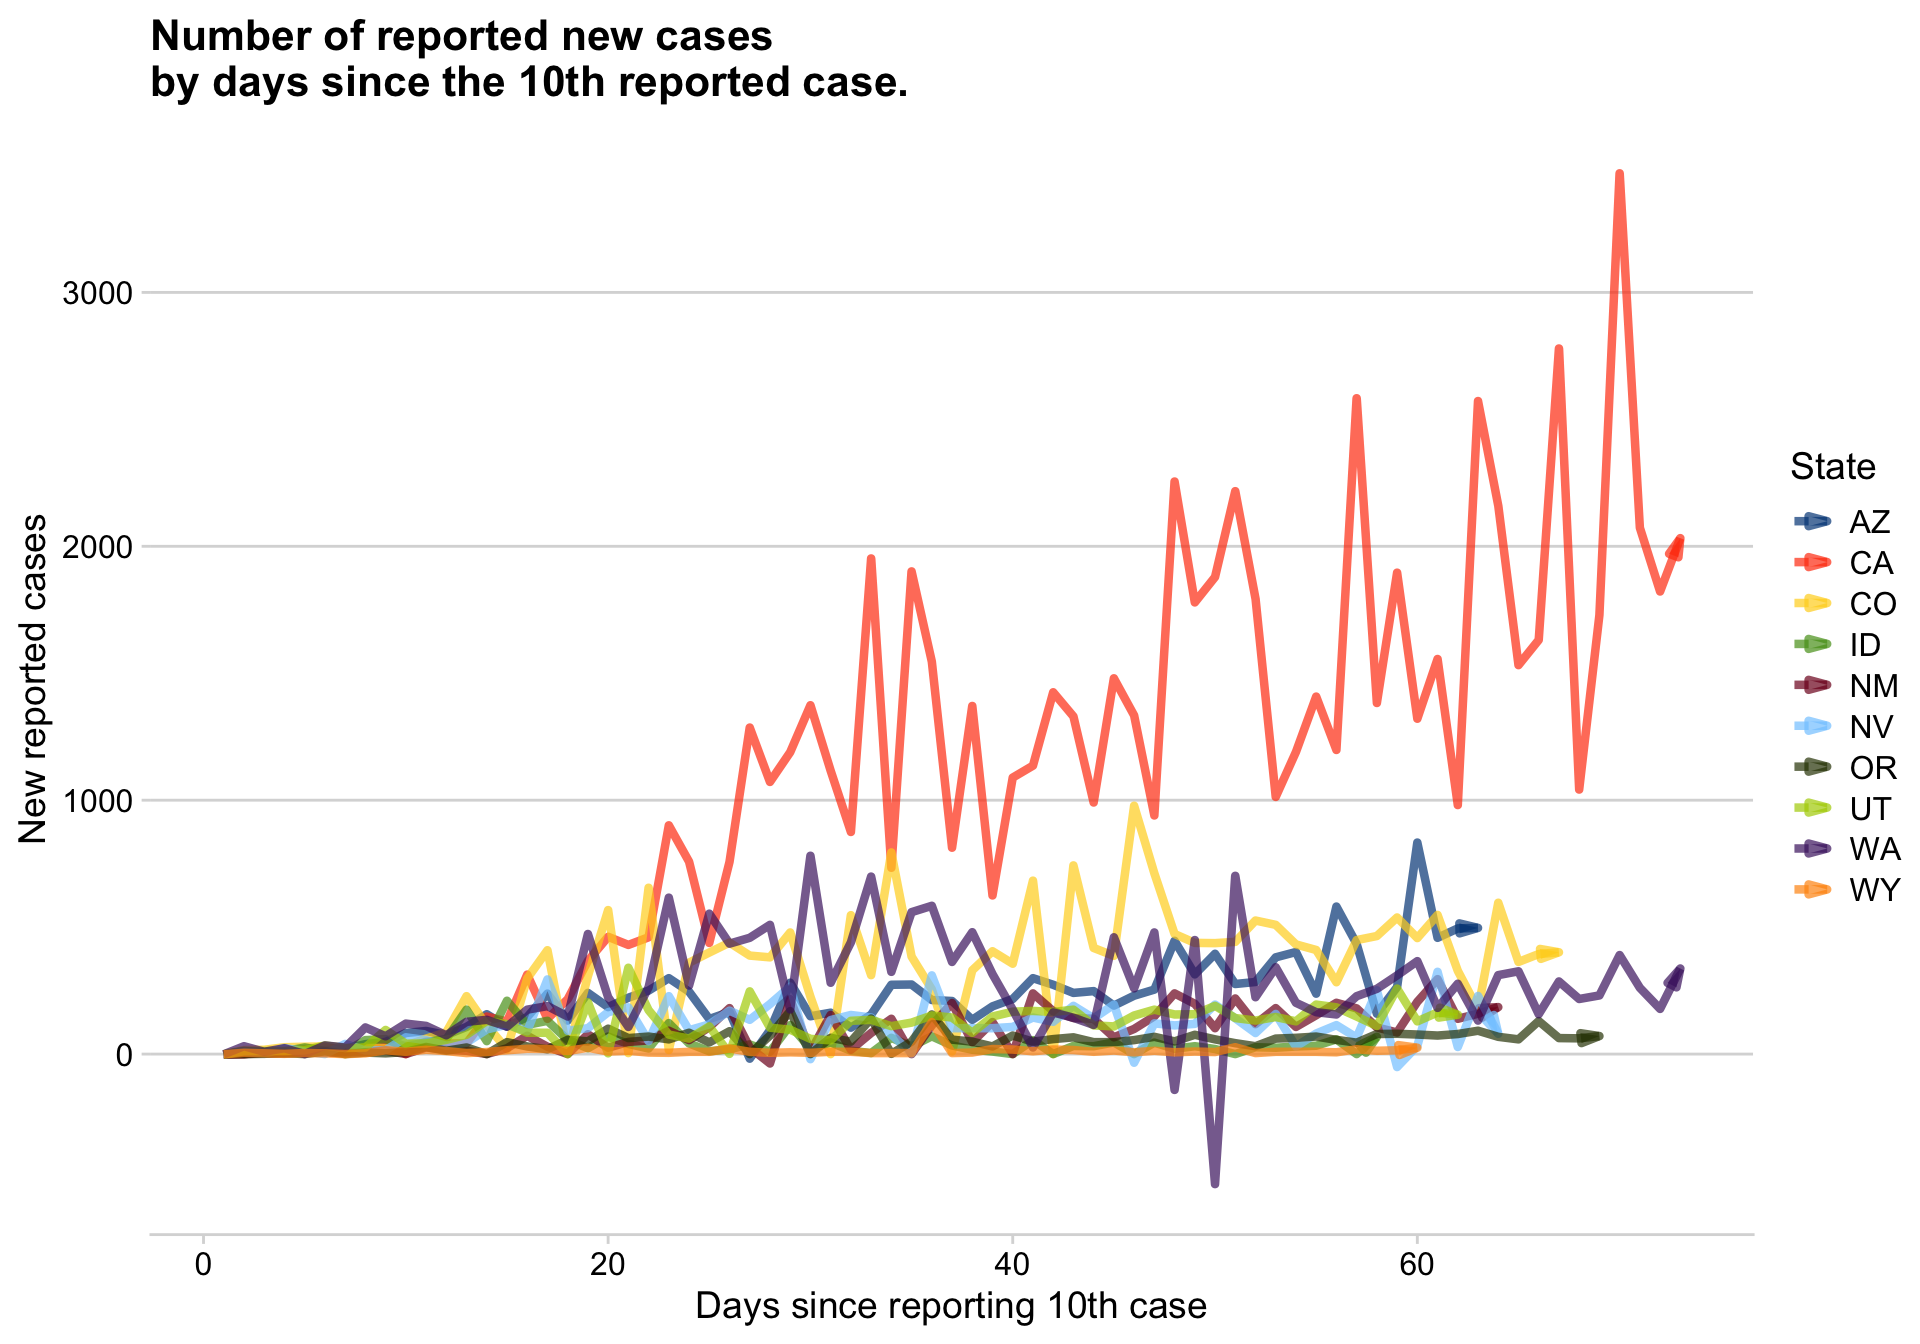 Number of reported new cases
by days since the 10th reported case.
3000
2000
1000
0
New reported cases
0
20
40
60
Days since reporting 10th case
State
AZ
CA
CO
ID
NM
NV
OR
UT
WA
WY